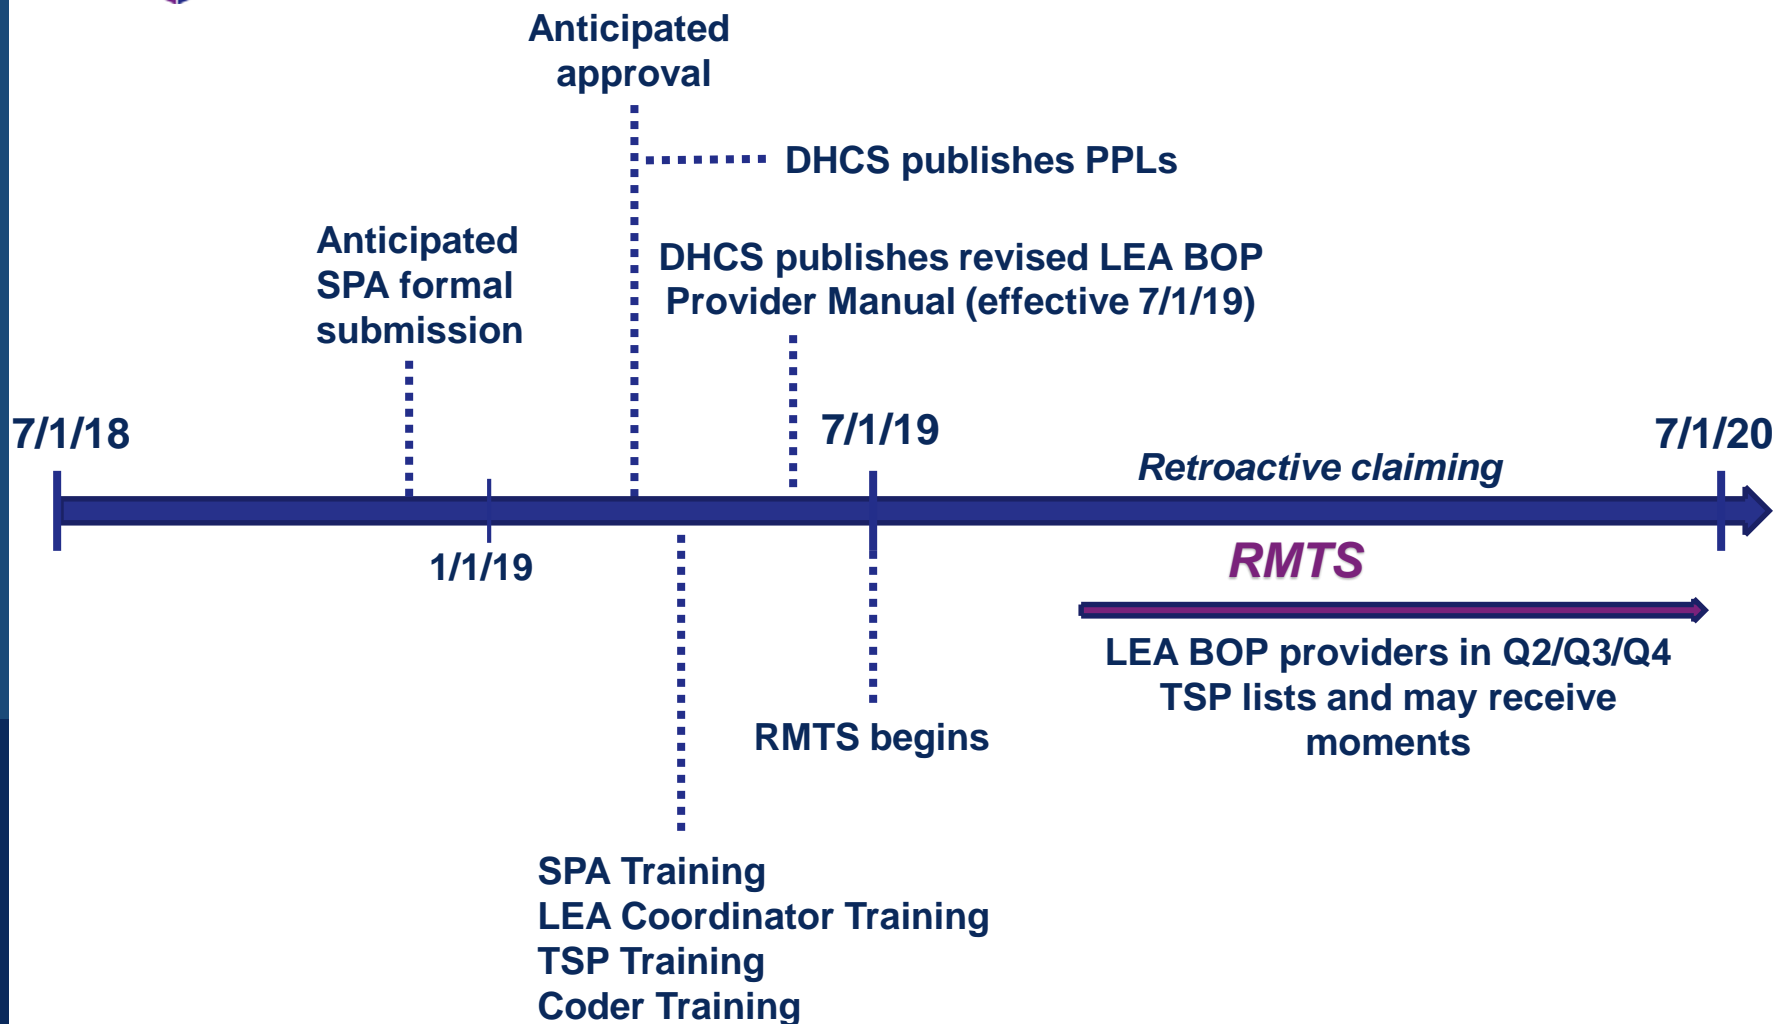 Anticipated
approval
DHCS publishes PPLs
Anticipated
SPA formal
submission
DHCS publishes revised LEA BOP
Provider Manual (effective 7/1/19)
7/1/18
7/1/19
7/1/20
Retroactive claiming
1/1/19
RMTS
LEA BOP providers in Q2/Q3/Q4
TSP lists and may receive
moments
RMTS begins
SPA Training
LEA Coordinator Training
TSP Training
Coder Training